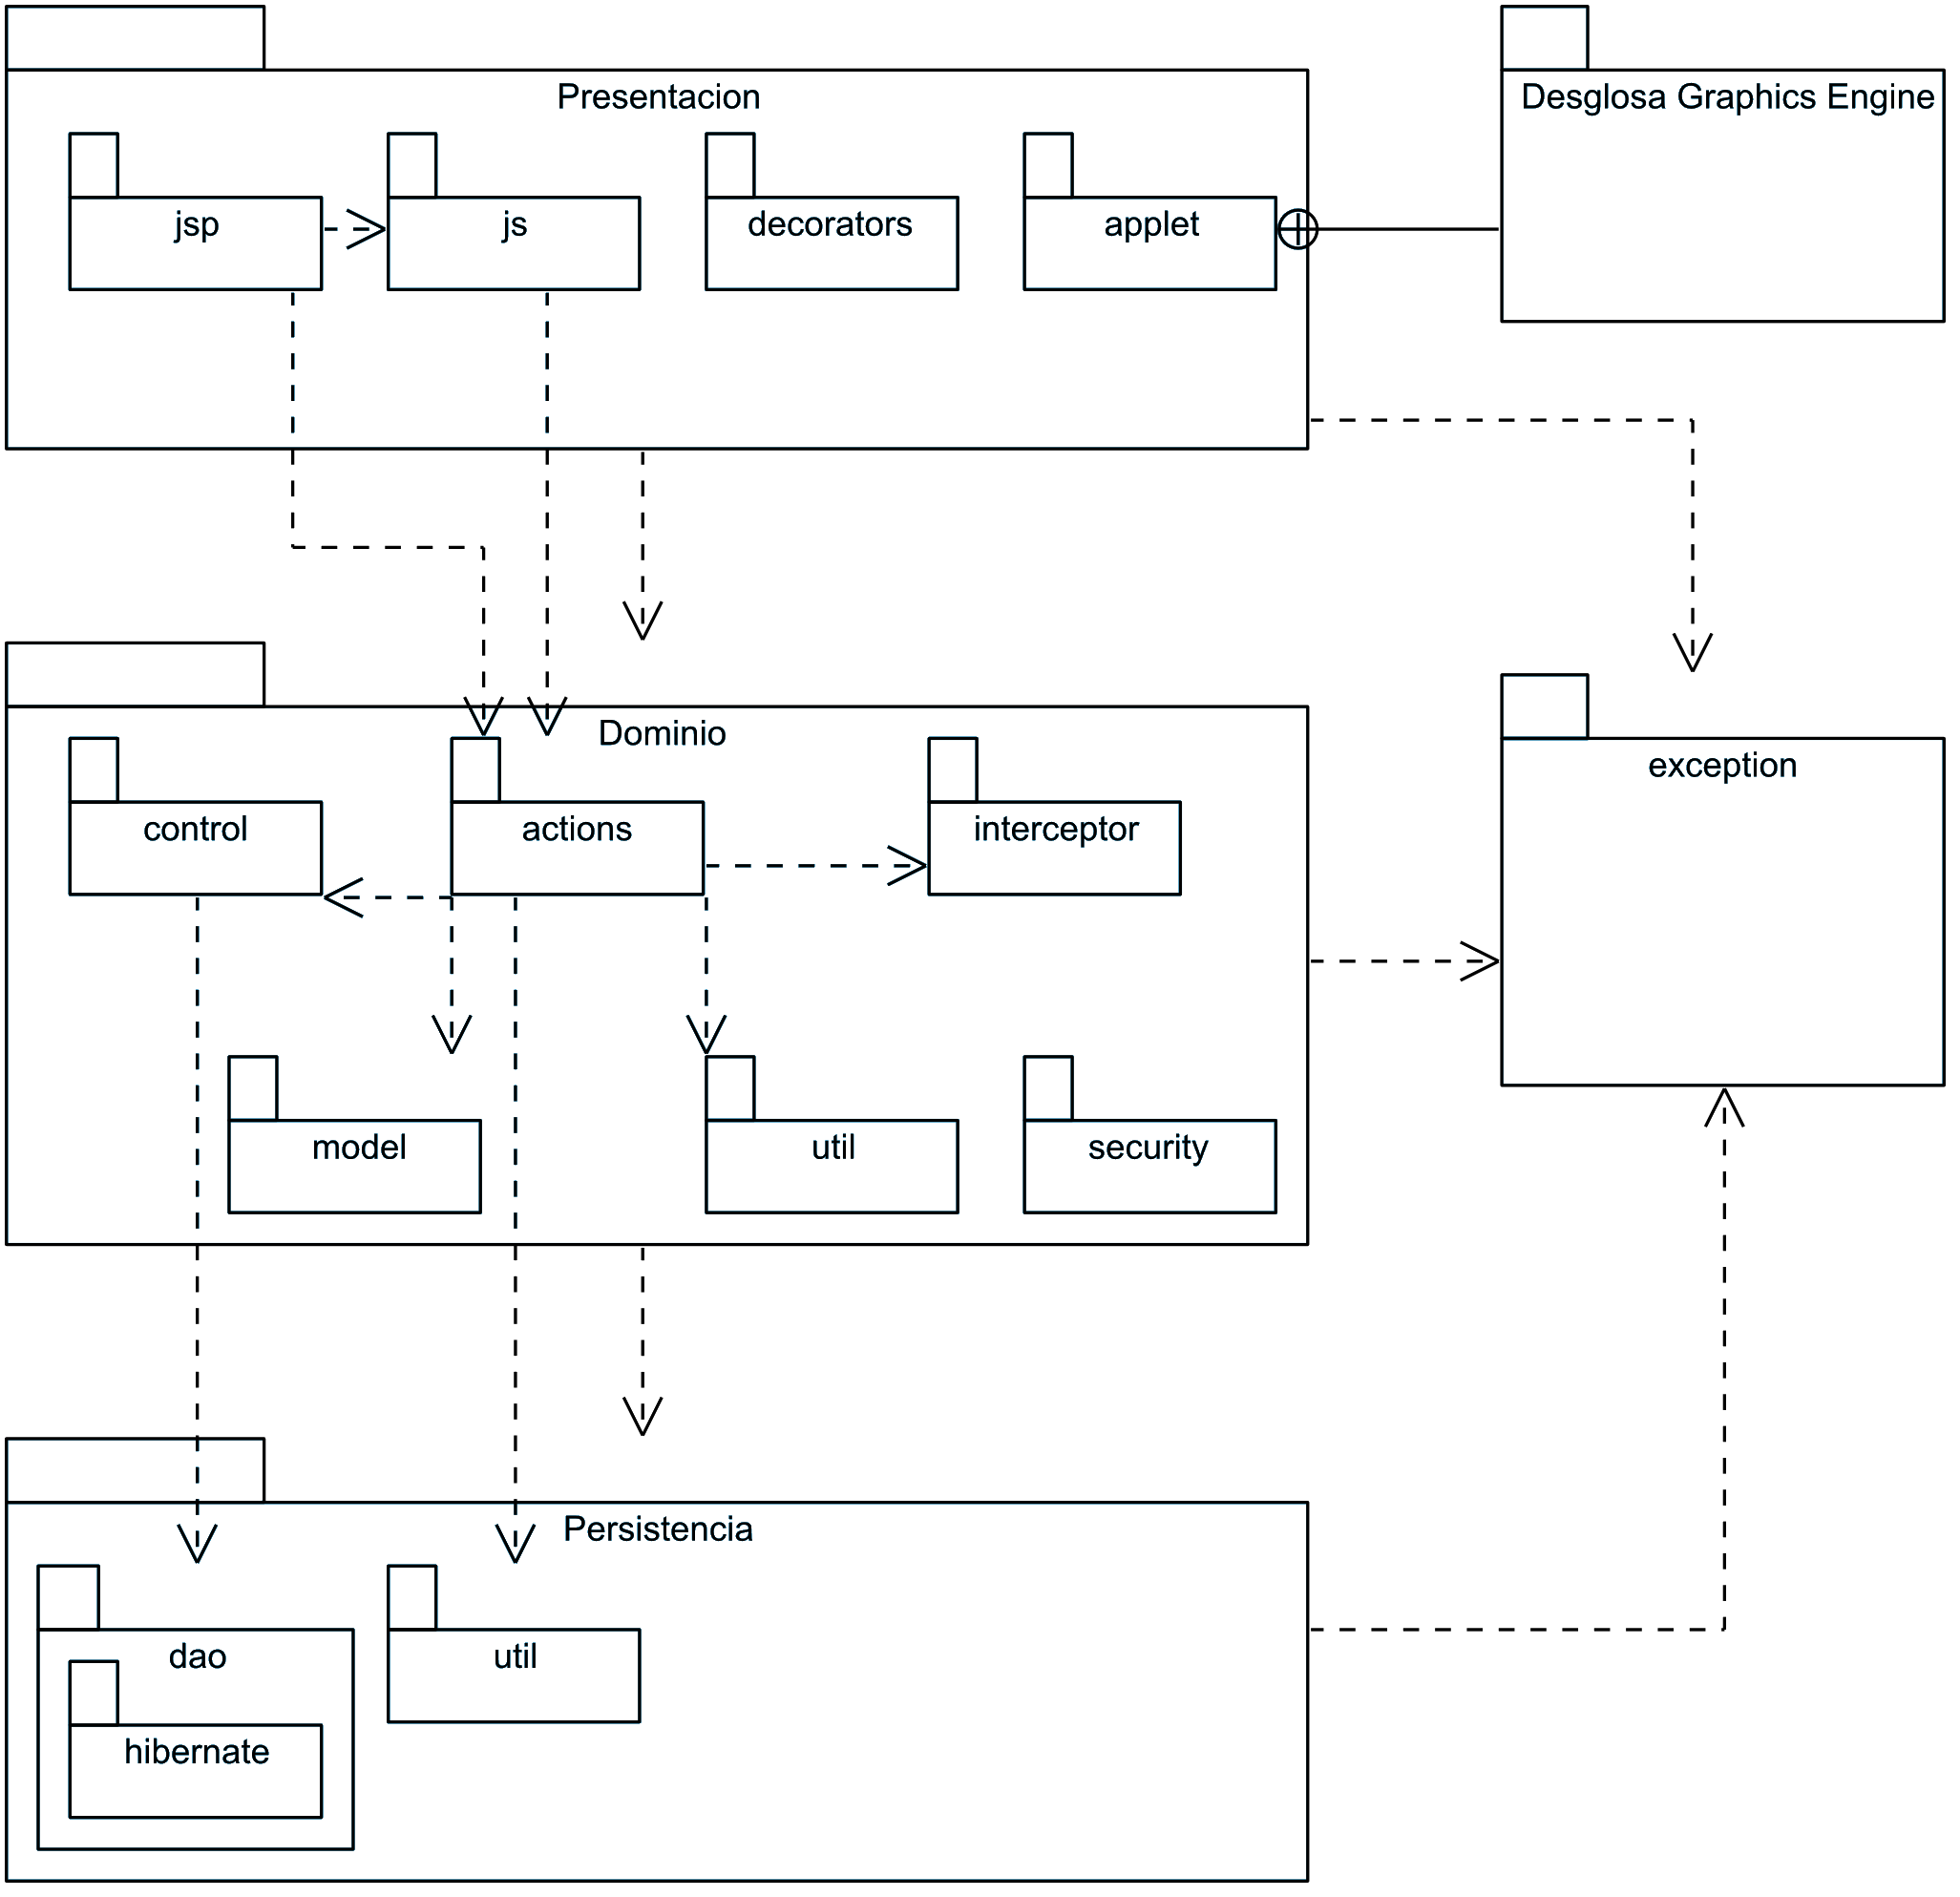 Presentacion
Desglosa Graphics Engine
jsp
js
decorators
applet
Dominio
exception
control
actions
interceptor
model
util
security
Persistencia
dao
util
hibernate